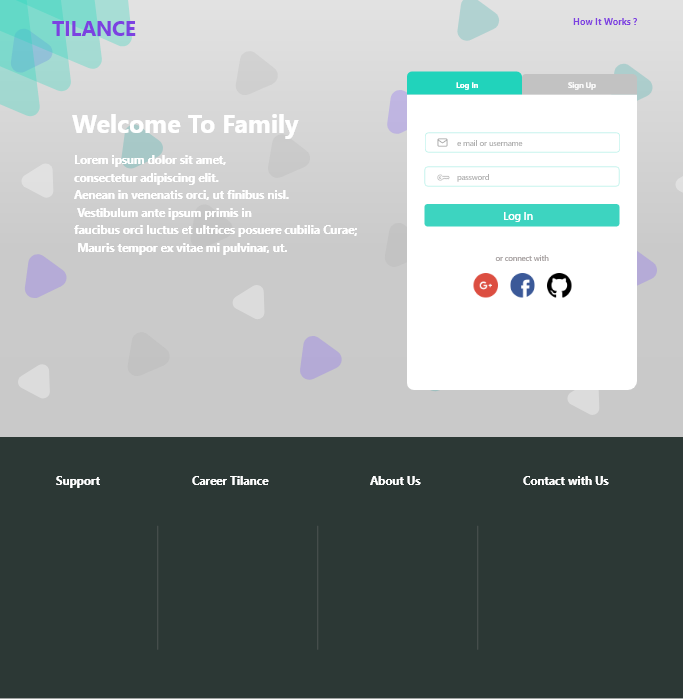 TILANCE
How It Works ?
Log In
Sign Up
Welcome To Family
Lorem ipsum dolor sit amet,
consectetur adipiscing elit.
Aenean in venenatis orci, ut finibus nisl.
Vestibulum ante ipsum primis in
faucibus orci luctus et ultrices posuere cubilia Curae;
Mauris tempor ex vitae mi pulvinar, ut.
e mail or username
password
Log In
or connect with
G+
f
Support
Career Tilance
About Us
Contact with Us